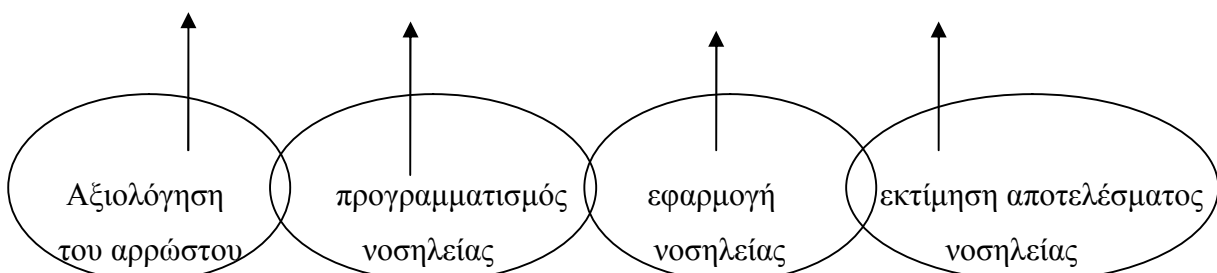 Αξιολόγηση προγραμματισμός εφαρμογή εκτίμηση αποτελέσματος
του αρρώστου νοσηλείας νοσηλείας νοσηλείας